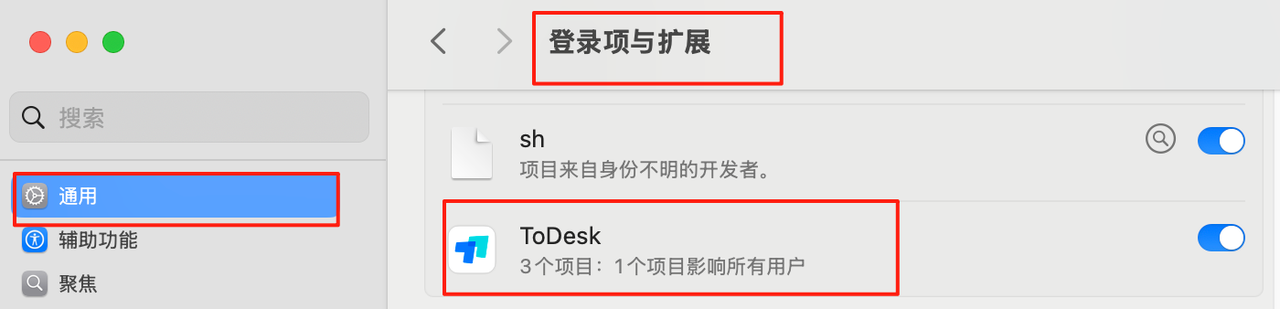 登录项与扩展
搜索
通用
辅助功能
聚焦
sh
项目来自身份不明的开发者。
ToDesk
3个项目：1个项目影响所有用户